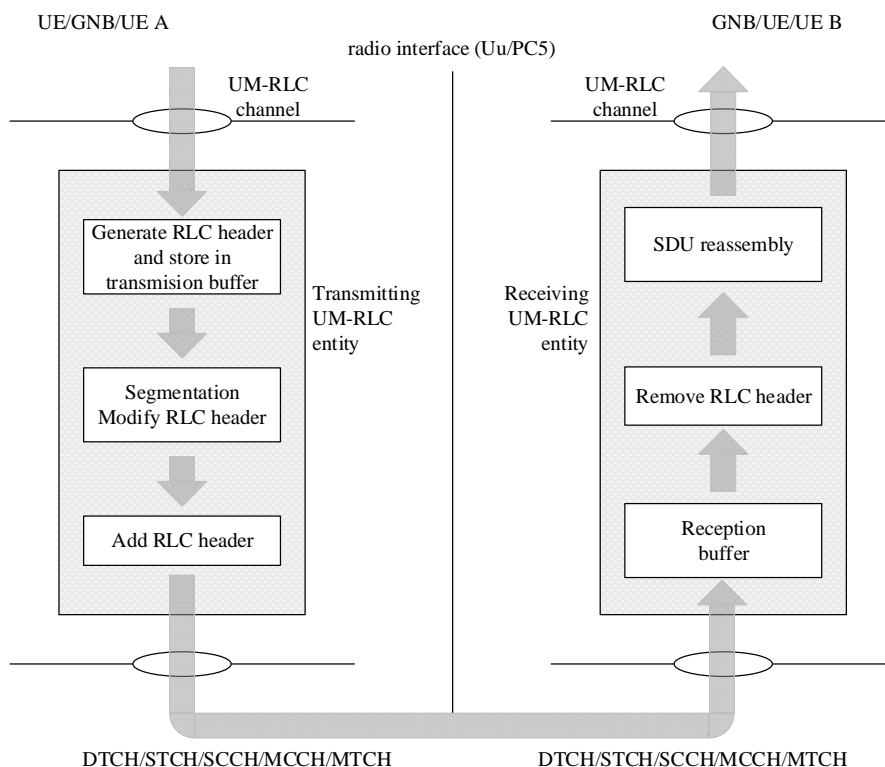 UE/GNB/UE A
GNB/UE/UE B
radio interface (Uu/PC5)
UM-RLC
channel
UM-RLC
channel
Generate RLC header
and store in
transmision buffer
Transmitting
UM-RLC
entity
Segmentation
Modify RLC header
Add RLC header
SDU reassembly
Receiving
UM-RLC
entity
Remove RLC header
Reception
buffer
DTCH/STCH/SCCH/MCCH/MTCH
DTCH/STCH/SCCH/MCCH/MTCH